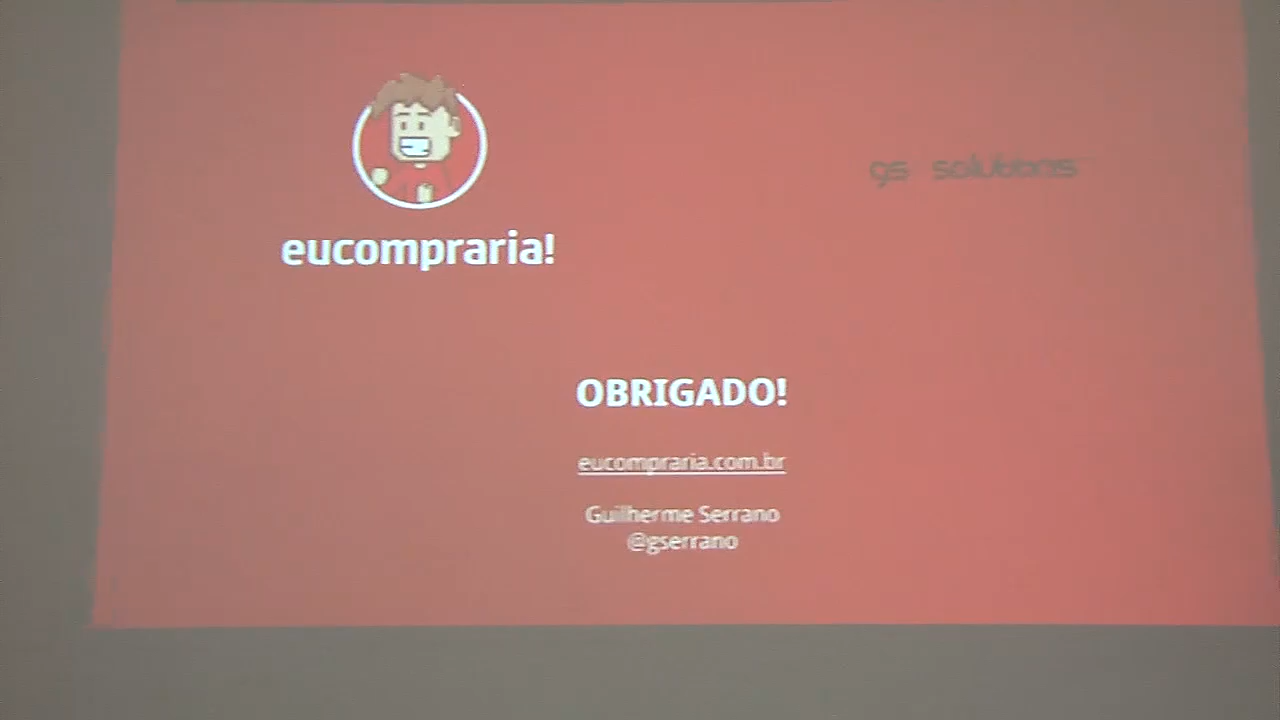 gs solutions
eucompraria!
OBRIGADO!
eucompraria.com.br
Guilherme Serrano
@gserrano